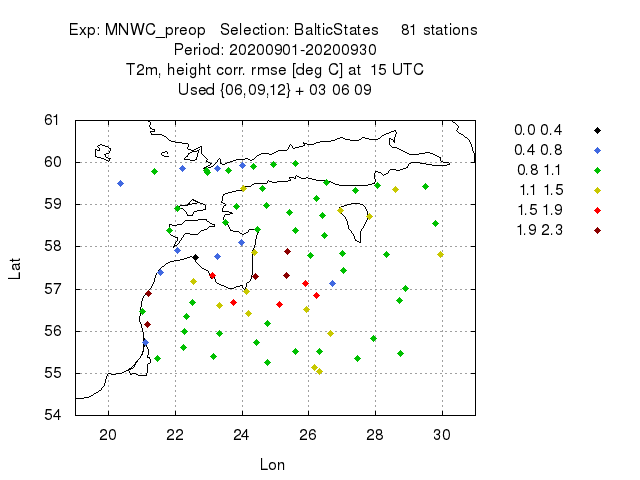 Exp: MNWC_preop   Selection: BalticStates     81 stations
Period: 20200901-20200930
T2m, height corr. rmse [deg C] at  15 UTC
Used {06,09,12} + 03 06 09
61
60
59
58
57
56
55
54
Lat
20 22 24 26 28 30
Lon
0.0 0.4
0.4 0.8
0.8 1.1
1.1 1.5
1.5 1.9
1.9 2.3